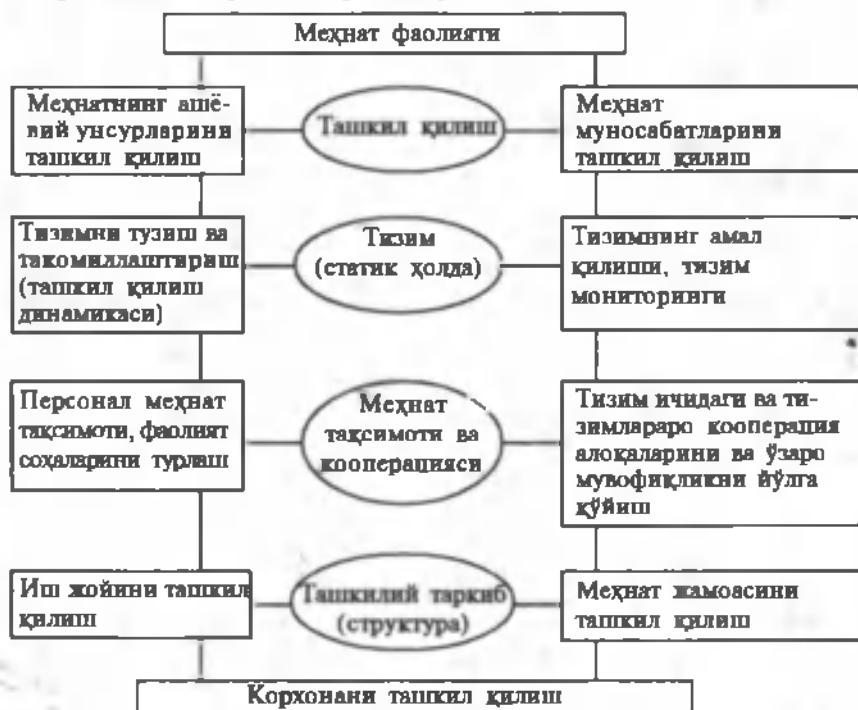 Меҳнат фаолияти
Меҳнатнинг ашё-
вий унсурларини
ташкил қилиш
Ташкил қилиш
Меҳнат
муносабатларини
ташкил қилиш
Тизимни тузиш ва
такомиллаштириш
(ташкил қилиш
динамикаси)
Тизим
(статик ҳолда)
Тизимнинг амал
қилиши, тизим
мониторинги
Персонал меҳнат
тақсимоти, фаолият
соҳаларини турлаш
Меҳнат
тақсимоти ва
кооперацияси
Тизим ичидаги ва ти-
зимлараро кооперация
алоқаларини ва ўзаро
мувофиқликни йўлга
қўйиш
Иш жойини ташкил
қилиш
Ташкилий таркиб
(структура)
Меҳнат жамоасини
ташкил қилиш
Корхонани ташкил қилиш